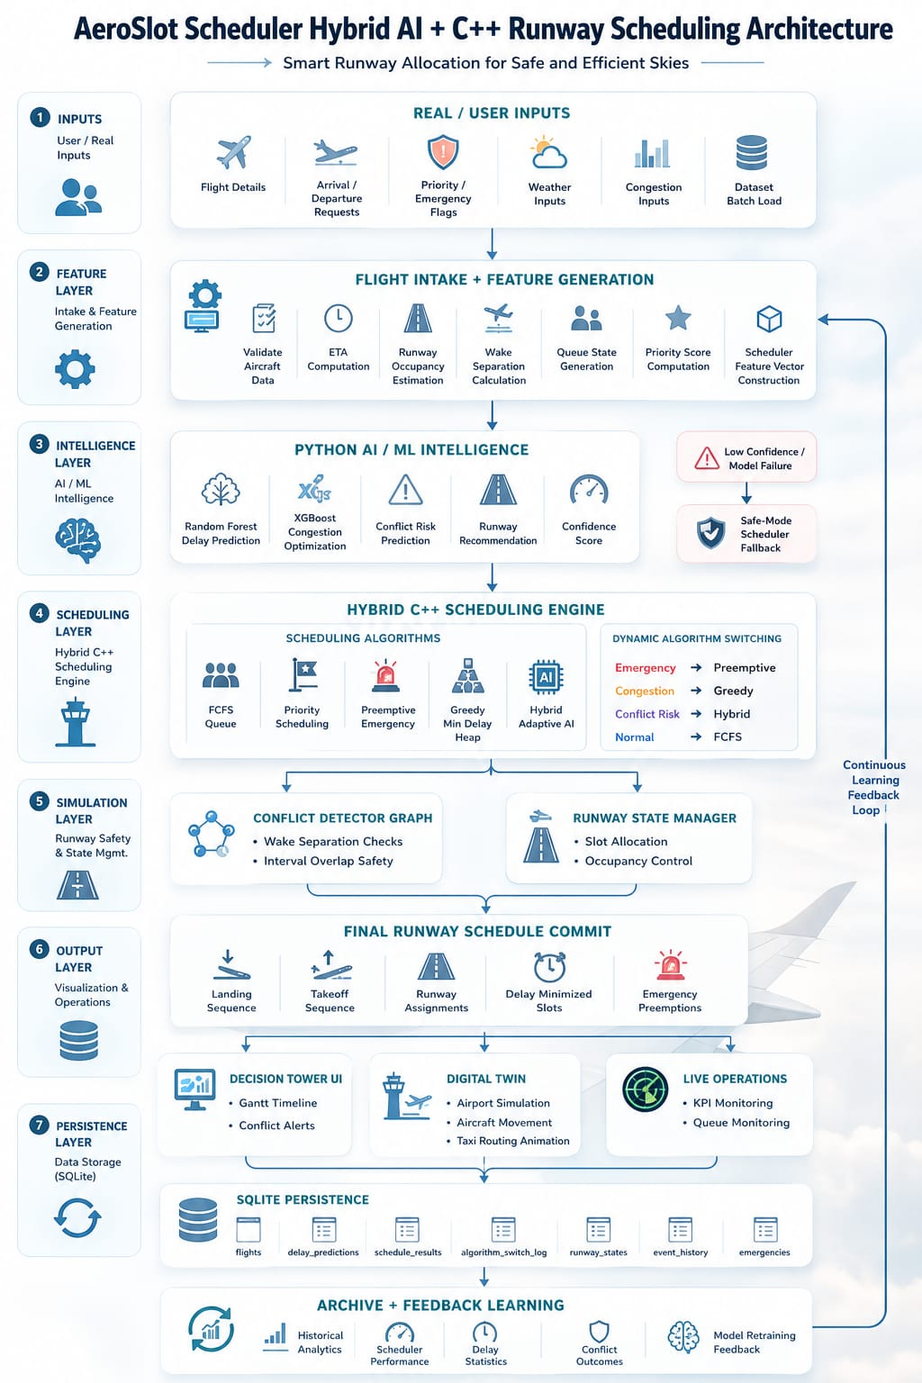 AeroSlot Scheduler Hybrid AI + C++ Runway Scheduling Architecture
Smart Runway Allocation for Safe and Efficient Skies
1 INPUTS
User / Real
Inputs
REAL / USER INPUTS
Flight Details
Arrival /
Departure
Requests
Priority /
Emergency
Flags
Weather
Inputs
Congestion
Inputs
Dataset
Batch Load
2 FEATURE
LAYER
Intake & Feature
Generation
FLIGHT INTAKE + FEATURE GENERATION
Validate
Aircraft
Data
ETA
Computation
Runway
Occupancy
Estimation
Wake
Separation
Calculation
Queue State
Generation
Priority Score
Computation
Scheduler
Feature Vector
Construction
3 INTELLIGENCE
LAYER
AI / ML
Intelligence
PYTHON AI / ML INTELLIGENCE
Random Forest
Delay Prediction
XGBoost
Congestion
Optimization
Conflict Risk
Prediction
Runway
Recommendation
Confidence
Score
Low Confidence /
Model Failure
Safe-Mode
Scheduler
Fallback
4 SCHEDULING
LAYER
Hybrid C++
Scheduling
Engine
HYBRID C++ SCHEDULING ENGINE
SCHEDULING ALGORITHMS
FCFS
Queue
Priority
Scheduling
Preemptive
Emergency
Greedy
Min Delay
Heap
AI
Hybrid
Adaptive AI
DYNAMIC ALGORITHM SWITCHING
Emergency → Preemptive
Congestion → Greedy
Conflict Risk → Hybrid
Normal → FCFS
Continuous
Learning
Feedback
Loop
5 SIMULATION
LAYER
Runway Safety
& State Mgmt.
CONFLICT DETECTOR GRAPH
• Wake Separation Checks
• Interval Overlap Safety
RUNWAY STATE MANAGER
• Slot Allocation
• Occupancy Control
6 OUTPUT
LAYER
Visualization &
Operations
FINAL RUNWAY SCHEDULE COMMIT
Landing
Sequence
Takeoff
Sequence
Runway
Assignments
Delay Minimized
Slots
Emergency
Preemptions
DECISION TOWER UI
• Gantt Timeline
• Conflict Alerts
DIGITAL TWIN
• Airport Simulation
• Aircraft Movement
• Taxi Routing Animation
LIVE OPERATIONS
• KPI Monitoring
• Queue Monitoring
7 PERSISTENCE
LAYER
Data Storage
(SQLite)
SQLITE PERSISTENCE
flights
delay_predictions
schedule_results
algorithm_switch_log
runway_states
event_history
emergencies
ARCHIVE + FEEDBACK LEARNING
Historical
Analytics
Scheduler
Performance
Delay
Statistics
Conflict
Outcomes
Model Retraining
Feedback